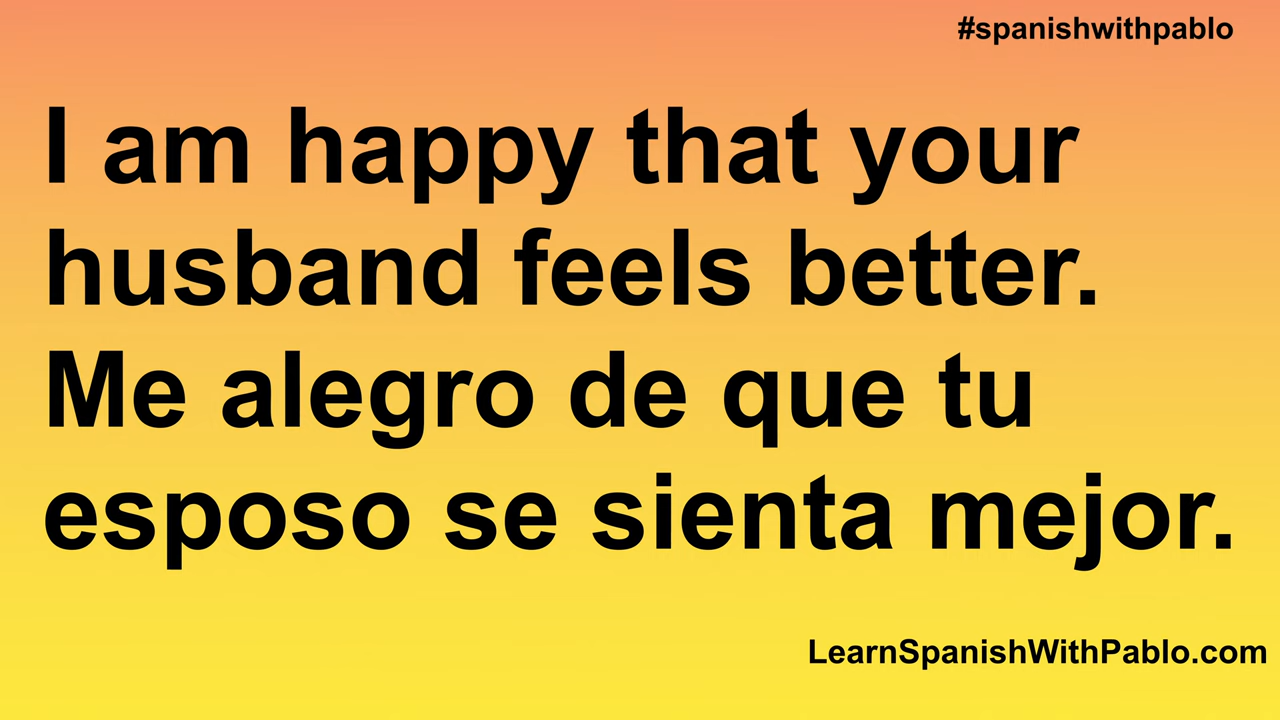 #spanishwithpablo
I am happy that your
husband feels better.
Me alegro de que tu
esposo se sienta mejor.
LearnSpanishWithPablo.com